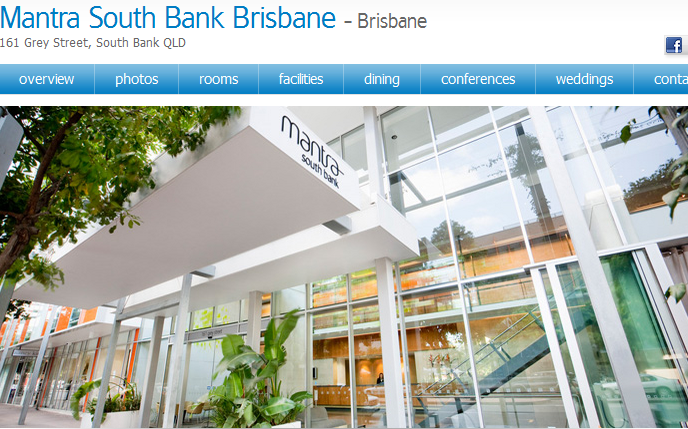 Mantra South Bank Brisbane – Brisbane
161 Grey Street, South Bank QLD
f
overview photos rooms facilities dining conferences weddings conta
mantra
south bank